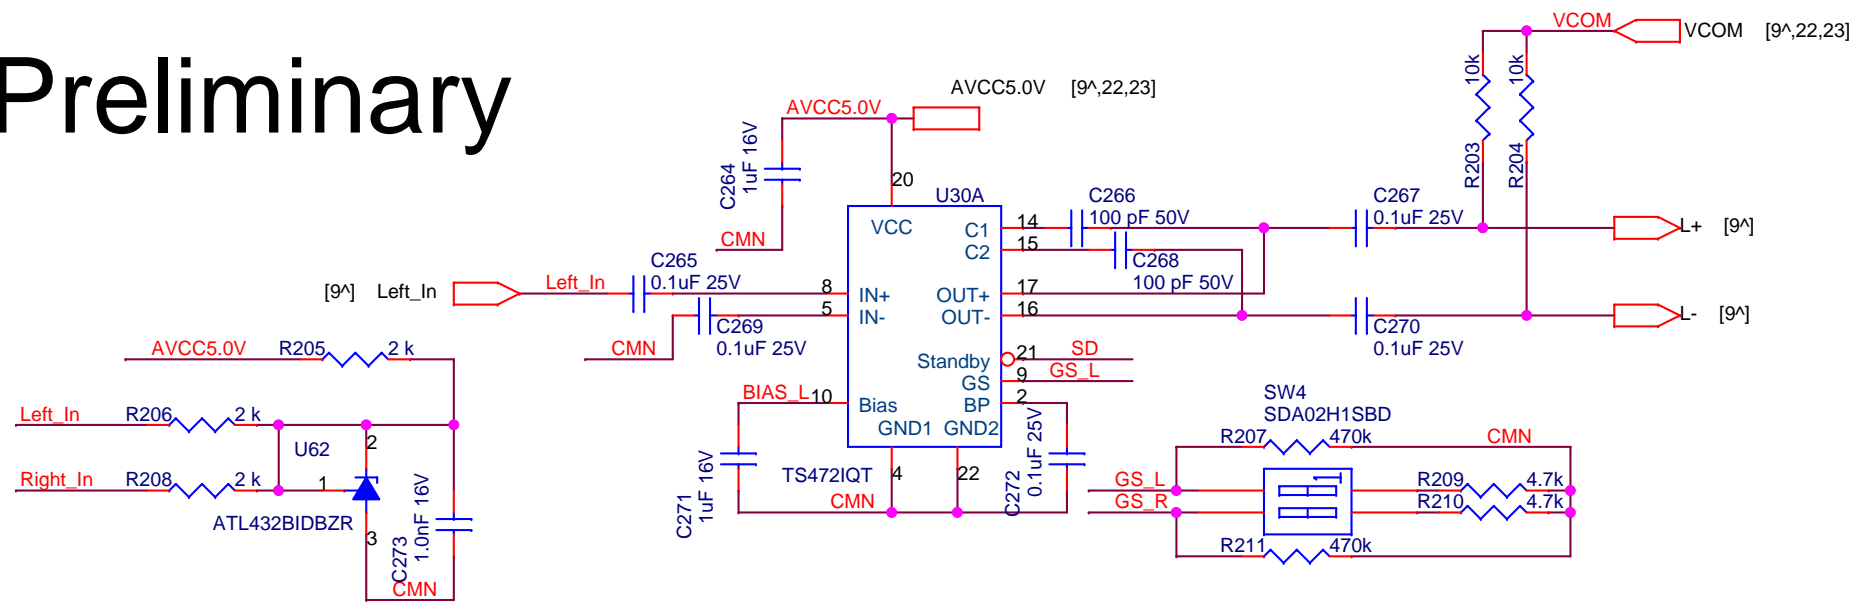 Preliminary
VCOM
VCOM [9^,22,23]
AVCC5.0V [9^,22,23]
AVCC5.0V
10k
10k
R203
R204
C264
1uF 16V
CMN
20
U30A
VCC
C1
C2
14
15
C266
100 pF 50V
C268
100 pF 50V
C267
0.1uF 25V
L+ [9^]
[9^] Left_In
Left_In
C265
0.1uF 25V
8
IN+
5
IN-
OUT+
17
OUT-
16
CMN
C269
0.1uF 25V
C270
0.1uF 25V
L- [9^]
Standby
21
SD
GS
9
GS_L
BIAS_L
10
Bias
BP
2
GND1
GND2
4
22
TS472IQT
CMN
C271
1uF 16V
C272
0.1uF 25V
AVCC5.0V
R205
2 k
Left_In
R206
2 k
U62
2
Right_In
R208
2 k
1
ATL432BIDBZR
3
C273
1.0nF 16V
CMN
SW4
SDA02H1SBD
R207
470k
CMN
GS_L
1
R209
4.7k
GS_R
R210
4.7k
R211
470k